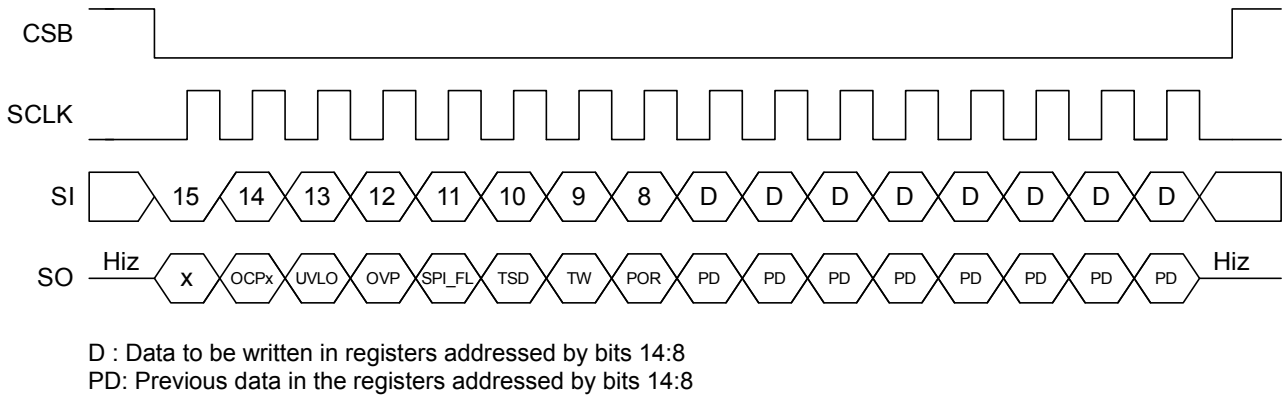 CSB
SCLK
SI 15 14 13 12 11 10 9 8 D D D D D D D D
Hiz Hiz
SO x OCPx UVLO OVP SPI_FL TSD TW POR PD PD PD PD PD PD PD PD
D : Data to be written in registers addressed by bits 14:8
PD: Previous data in the registers addressed by bits 14:8